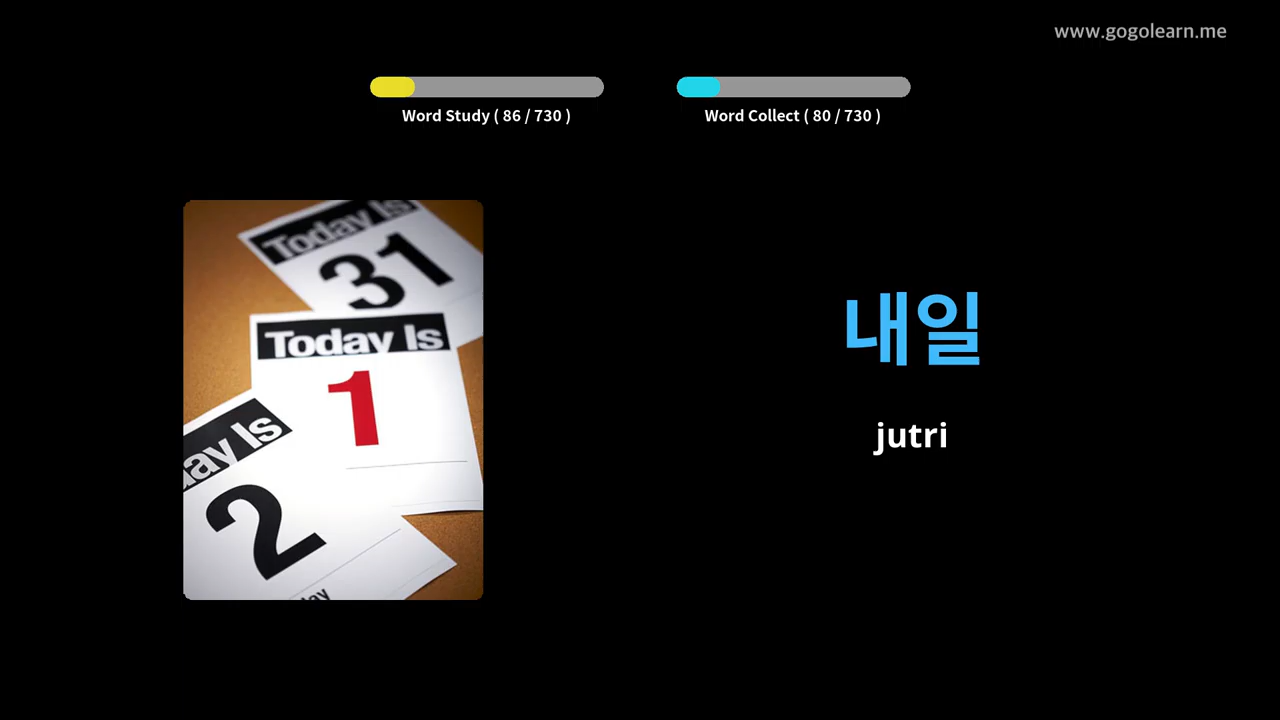 www.gogolearn.me
Word Study ( 86 / 730 )
Word Collect ( 80 / 730 )
Today Is
31
Today Is
1
ay Is
2
ay
내일
jutri